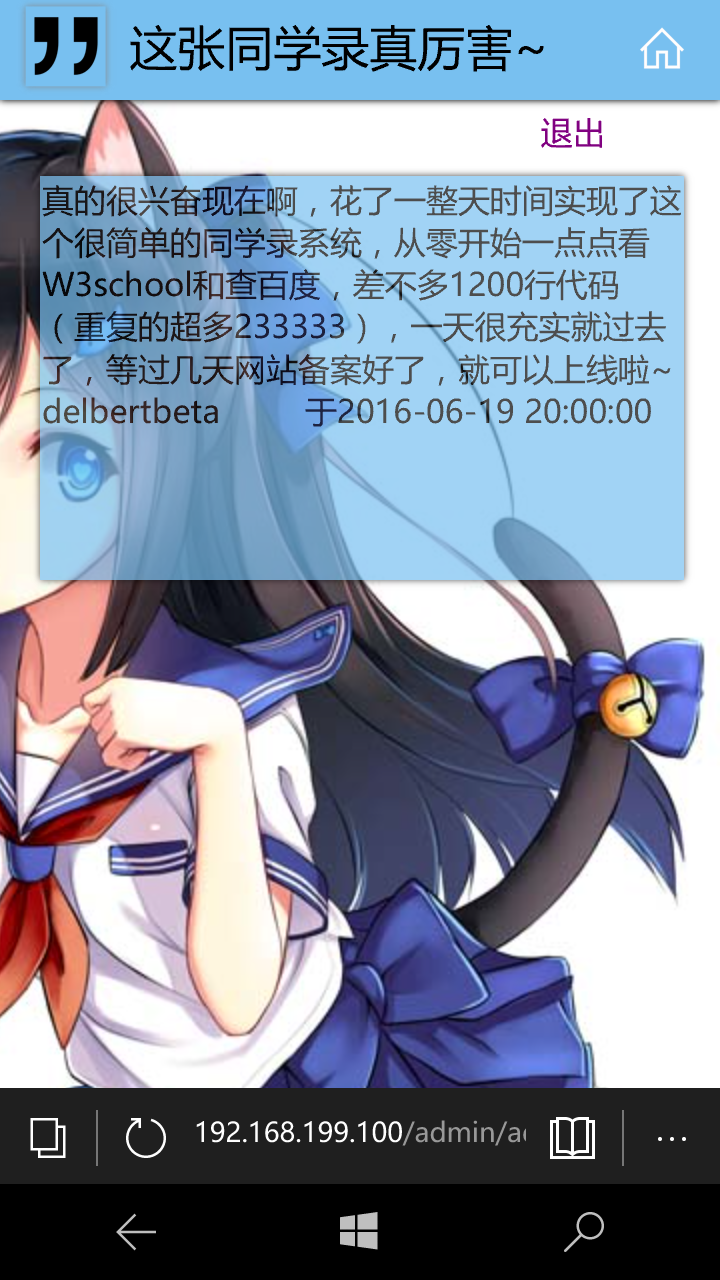 这张同学录真厉害~
退出
真的很兴奋现在啊，花了一整天时间实现了这
个很简单的同学录系统，从零开始一点点看
W3school和查百度，差不多1200行代码
（重复的超多233333），一天很充实就过去
了，等过几天网站备案好了，就可以上线啦~
delbertbeta 于2016-06-19 20:00:00
192.168.199.100/admin/a